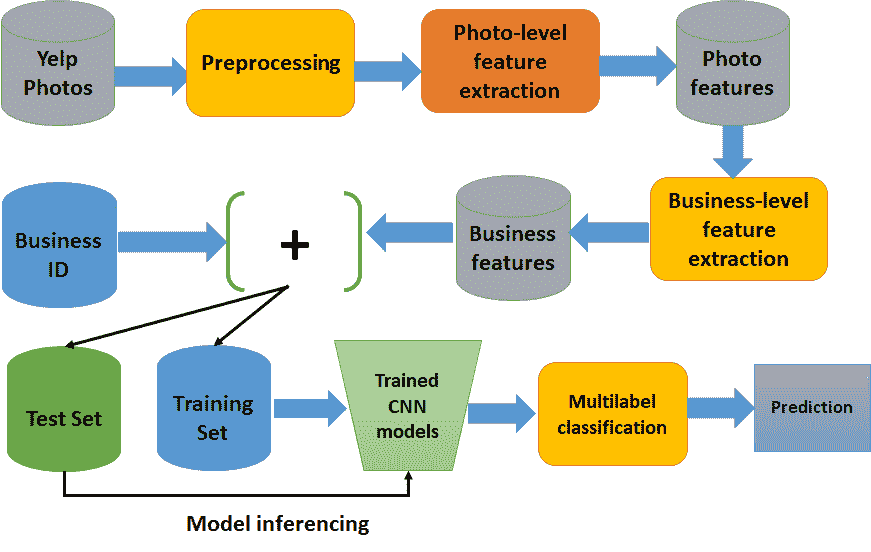 Yelp
Photos
Preprocessing
Photo-level
feature
extraction
Photo
features
Business
ID
+
Business
features
Business-level
feature
extraction
Test Set
Training
Set
Trained
CNN
models
Multilabel
classification
Prediction
Model inferencing